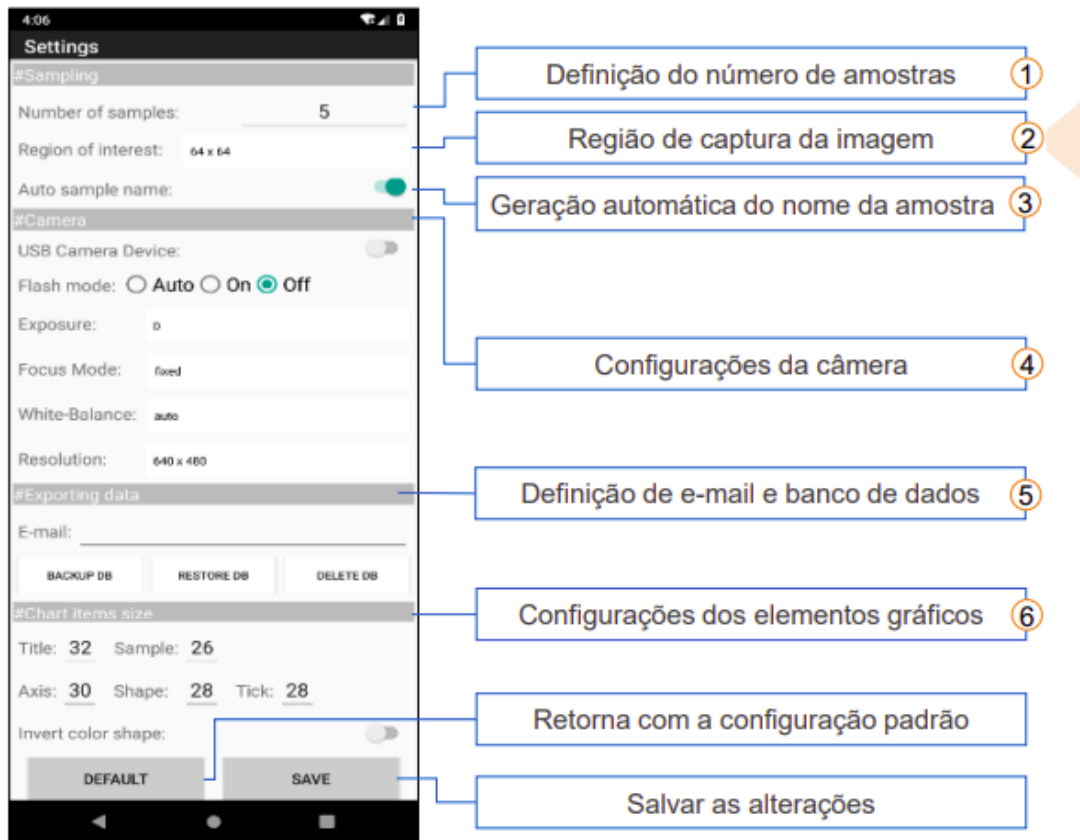 4:06
Settings
#Sampling
Number of samples: 5
Region of interest: 64 x 64
Auto sample name:
#Camera
USB Camera Device:
Flash mode: Auto On Off
Exposure: 0
Focus Mode: fixed
White-Balance: auto
Resolution: 640 x 480
#Exporting data
E-mail:
BACKUP DB RESTORE DB DELETE DB
#Chart items size
Title: 32 Sample: 26
Axis: 30 Shape: 28 Tick: 28
Invert color shape:
DEFAULT SAVE
Definição do número de amostras 1
Região de captura da imagem 2
Geração automática do nome da amostra 3
Configurações da câmera 4
Definição de e-mail e banco de dados 5
Configurações dos elementos gráficos 6
Retorna com a configuração padrão
Salvar as alterações